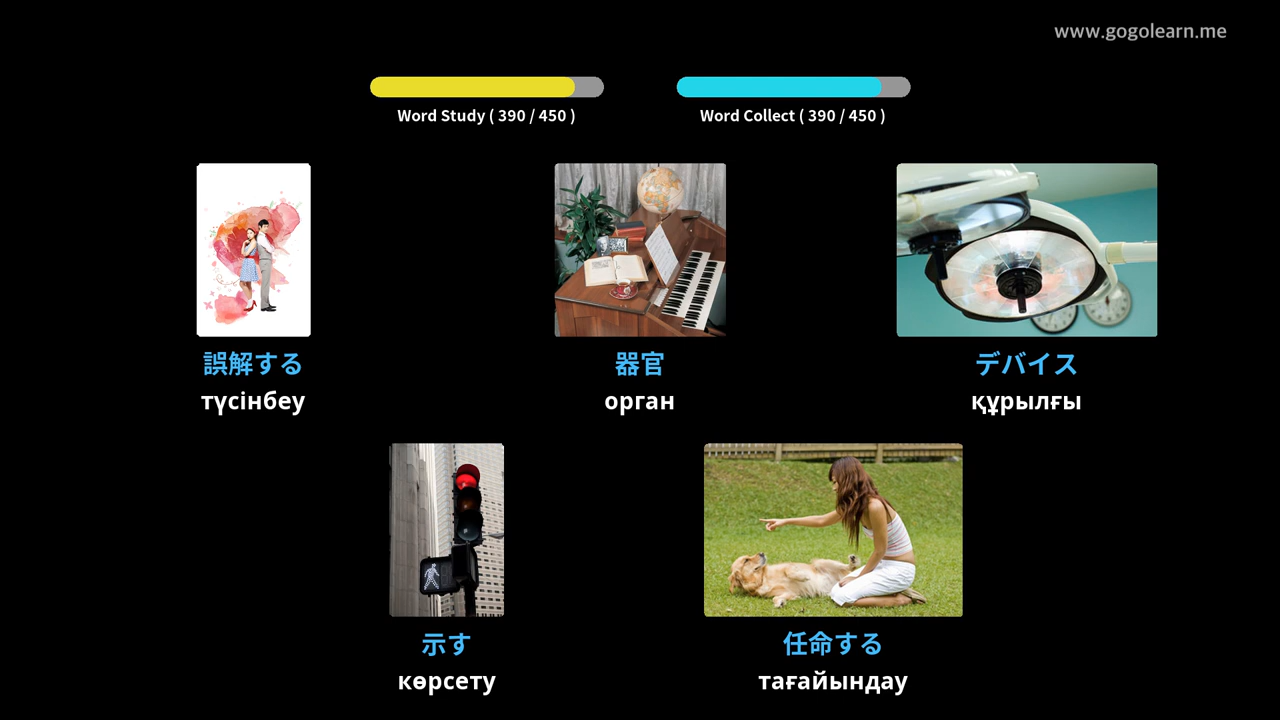 www.gogolearn.me
Word Study ( 390 / 450 )
Word Collect ( 390 / 450 )
誤解する
түсінбеу
器官
орган
デバイス
құрылғы
示す
көрсету
任命する
тағайындау